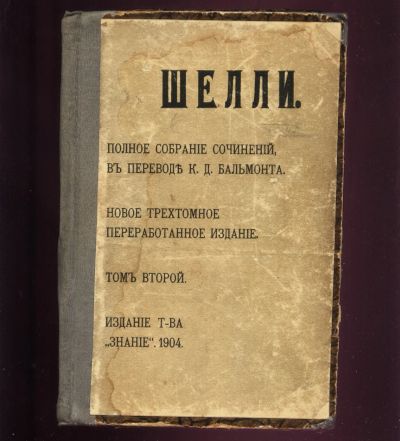 ШЕЛЛИ.
ПОЛНОЕ СОБРАНІЕ СОЧИНЕНІЙ,
ВЪ ПЕРЕВОДѢ К. Д. БАЛЬМОНТА.
НОВОЕ ТРЕХТОМНОЕ
ПЕРЕРАБОТАННОЕ ИЗДАНІЕ.
ТОМЪ ВТОРОЙ.
ИЗДАНІЕ Т-ВА
„ЗНАНІЕ". 1904.